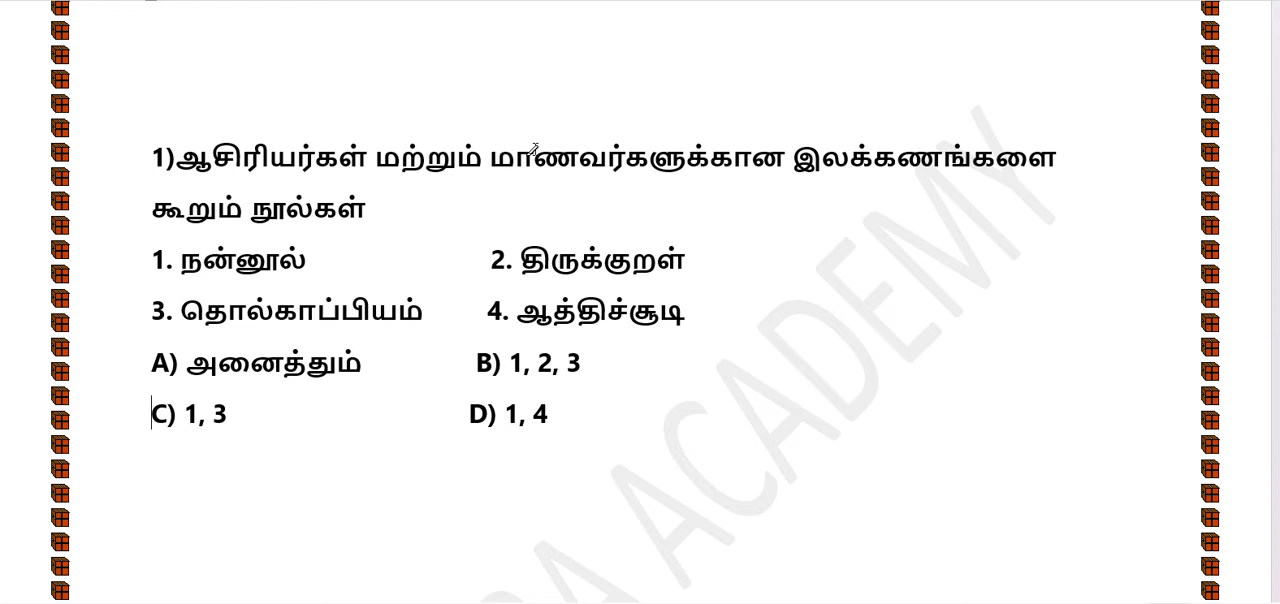 1)ஆசிரியர்கள் மற்றும் மாணவர்களுக்கான இலக்கணங்களை
கூறும் நூல்கள்
1. நன்னூல் 2. திருக்குறள்
3. தொல்காப்பியம் 4. ஆத்திச்சூடி
A) அனைத்தும் B) 1, 2, 3
C) 1, 3 D) 1, 4
ACADEMY